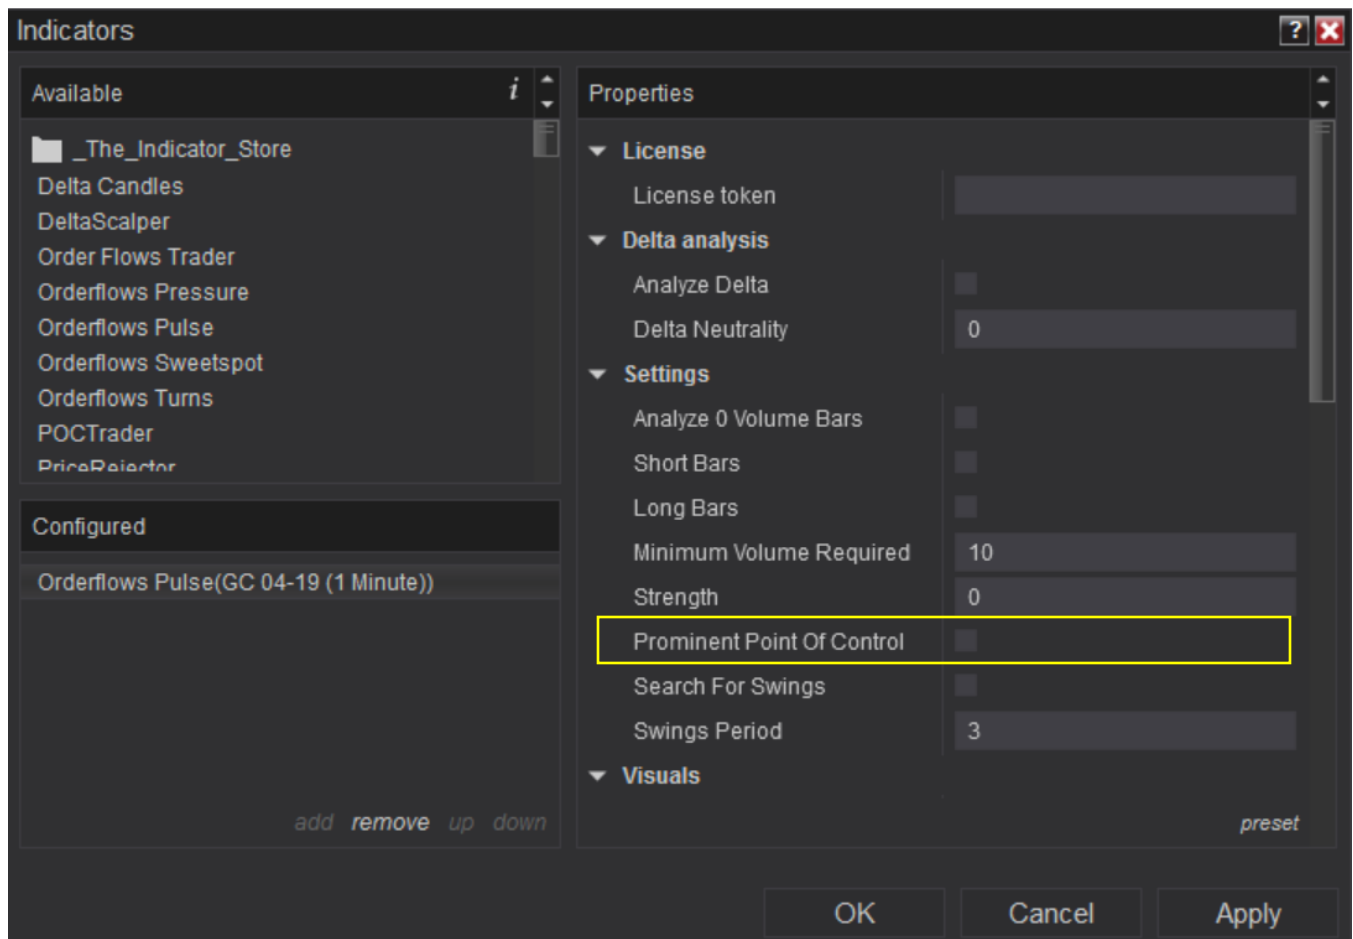 Indicators
?
Available i
_The_Indicator_Store
Delta Candles
DeltaScalper
Order Flows Trader
Orderflows Pressure
Orderflows Pulse
Orderflows Sweetspot
Orderflows Turns
POCTrader
PriceRejector
Configured
Orderflows Pulse(GC 04-19 (1 Minute))
add remove up down
Properties
License
License token
Delta analysis
Analyze Delta
Delta Neutrality 0
Settings
Analyze 0 Volume Bars
Short Bars
Long Bars
Minimum Volume Required 10
Strength 0
Prominent Point Of Control
Search For Swings
Swings Period 3
Visuals
preset
OK Cancel Apply